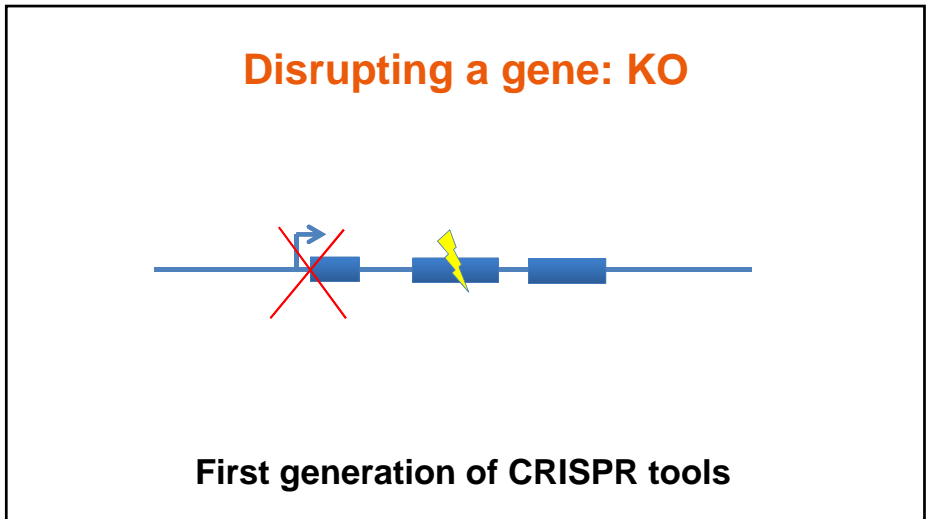 Disrupting a gene: KO
First generation of CRISPR tools